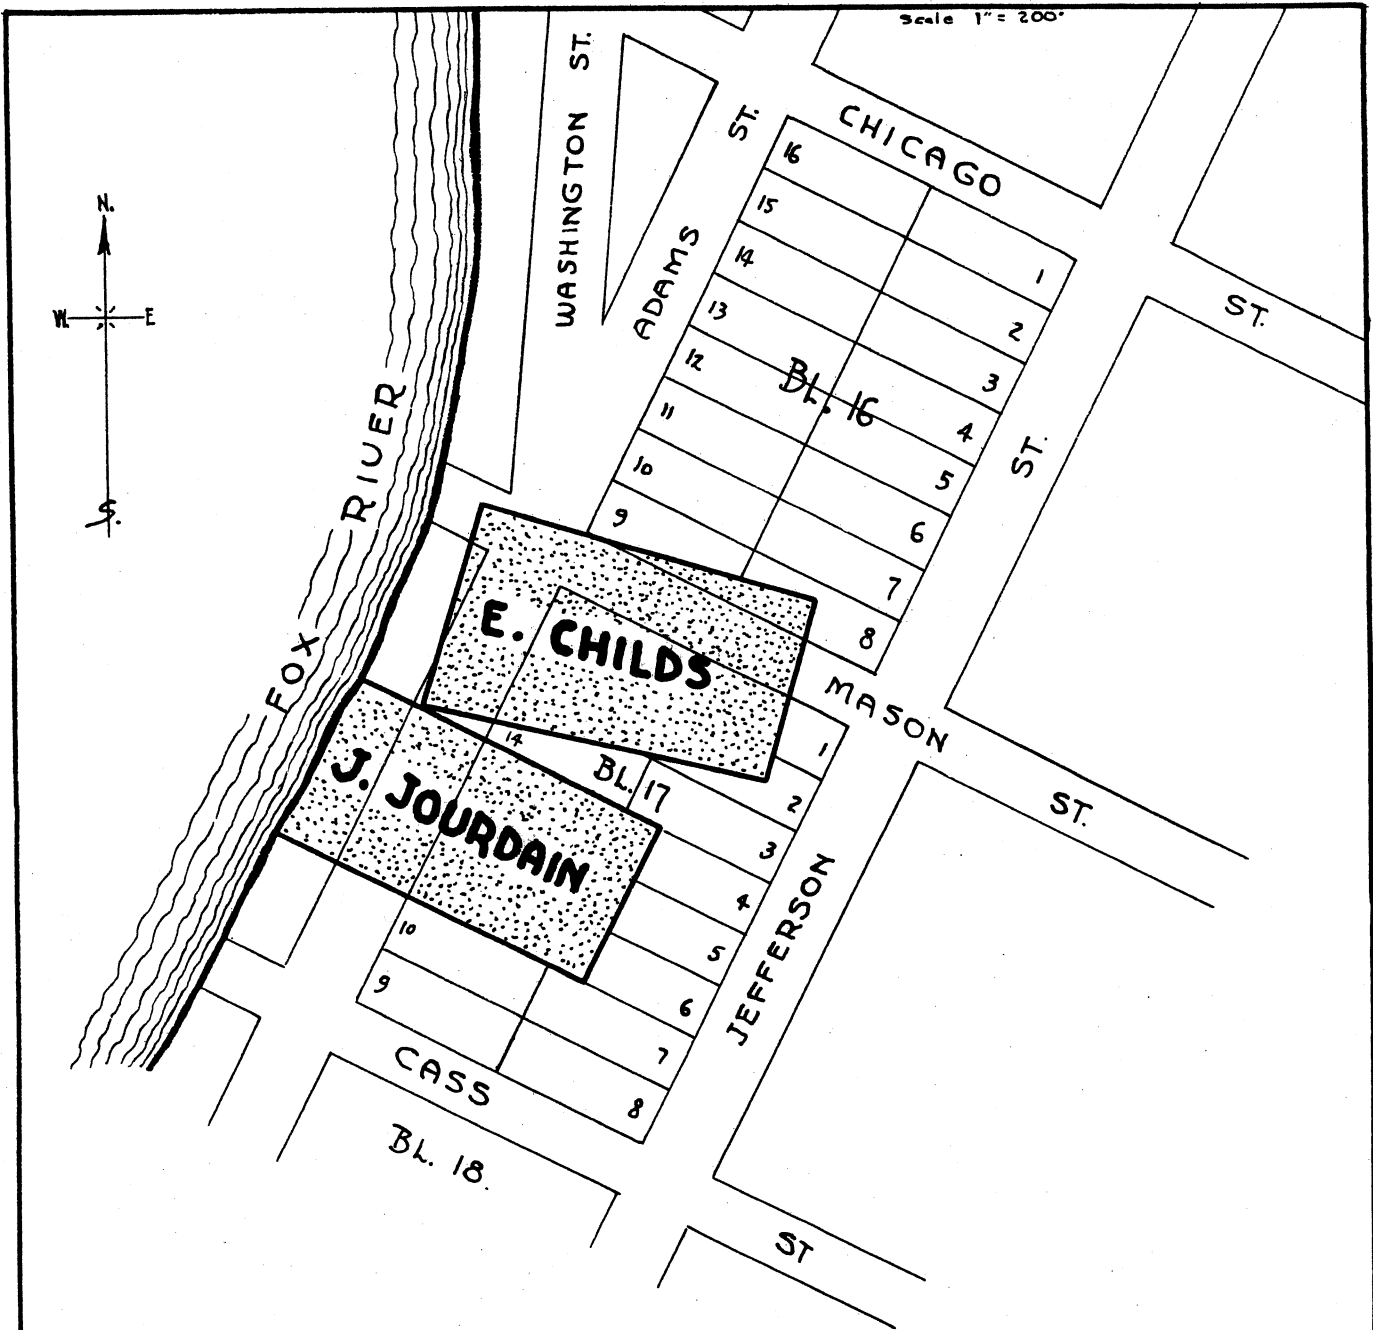 Scale 1" = 200'
WASHINGTON ST.
ADAMS ST.
CHICAGO ST.
N.
W. E
S.
16
15
14
13
12
11
10
9
1
2
3
4
5
6
7
8
BL. 16
JEFFERSON ST.
FOX RIVER
E. CHILDS
MASON ST.
J. JOURDAIN
14
BL. 17
1
2
3
4
5
6
7
8
10
9
CASS ST
BL. 18.